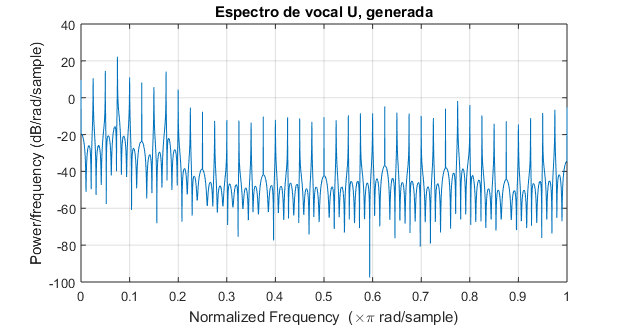 Espectro de vocal U, generada
40
20
0
-20
-40
-60
-80
-100
Power/frequency (dB/rad/sample)
0 0.1 0.2 0.3 0.4 0.5 0.6 0.7 0.8 0.9 1
Normalized Frequency (×π rad/sample)